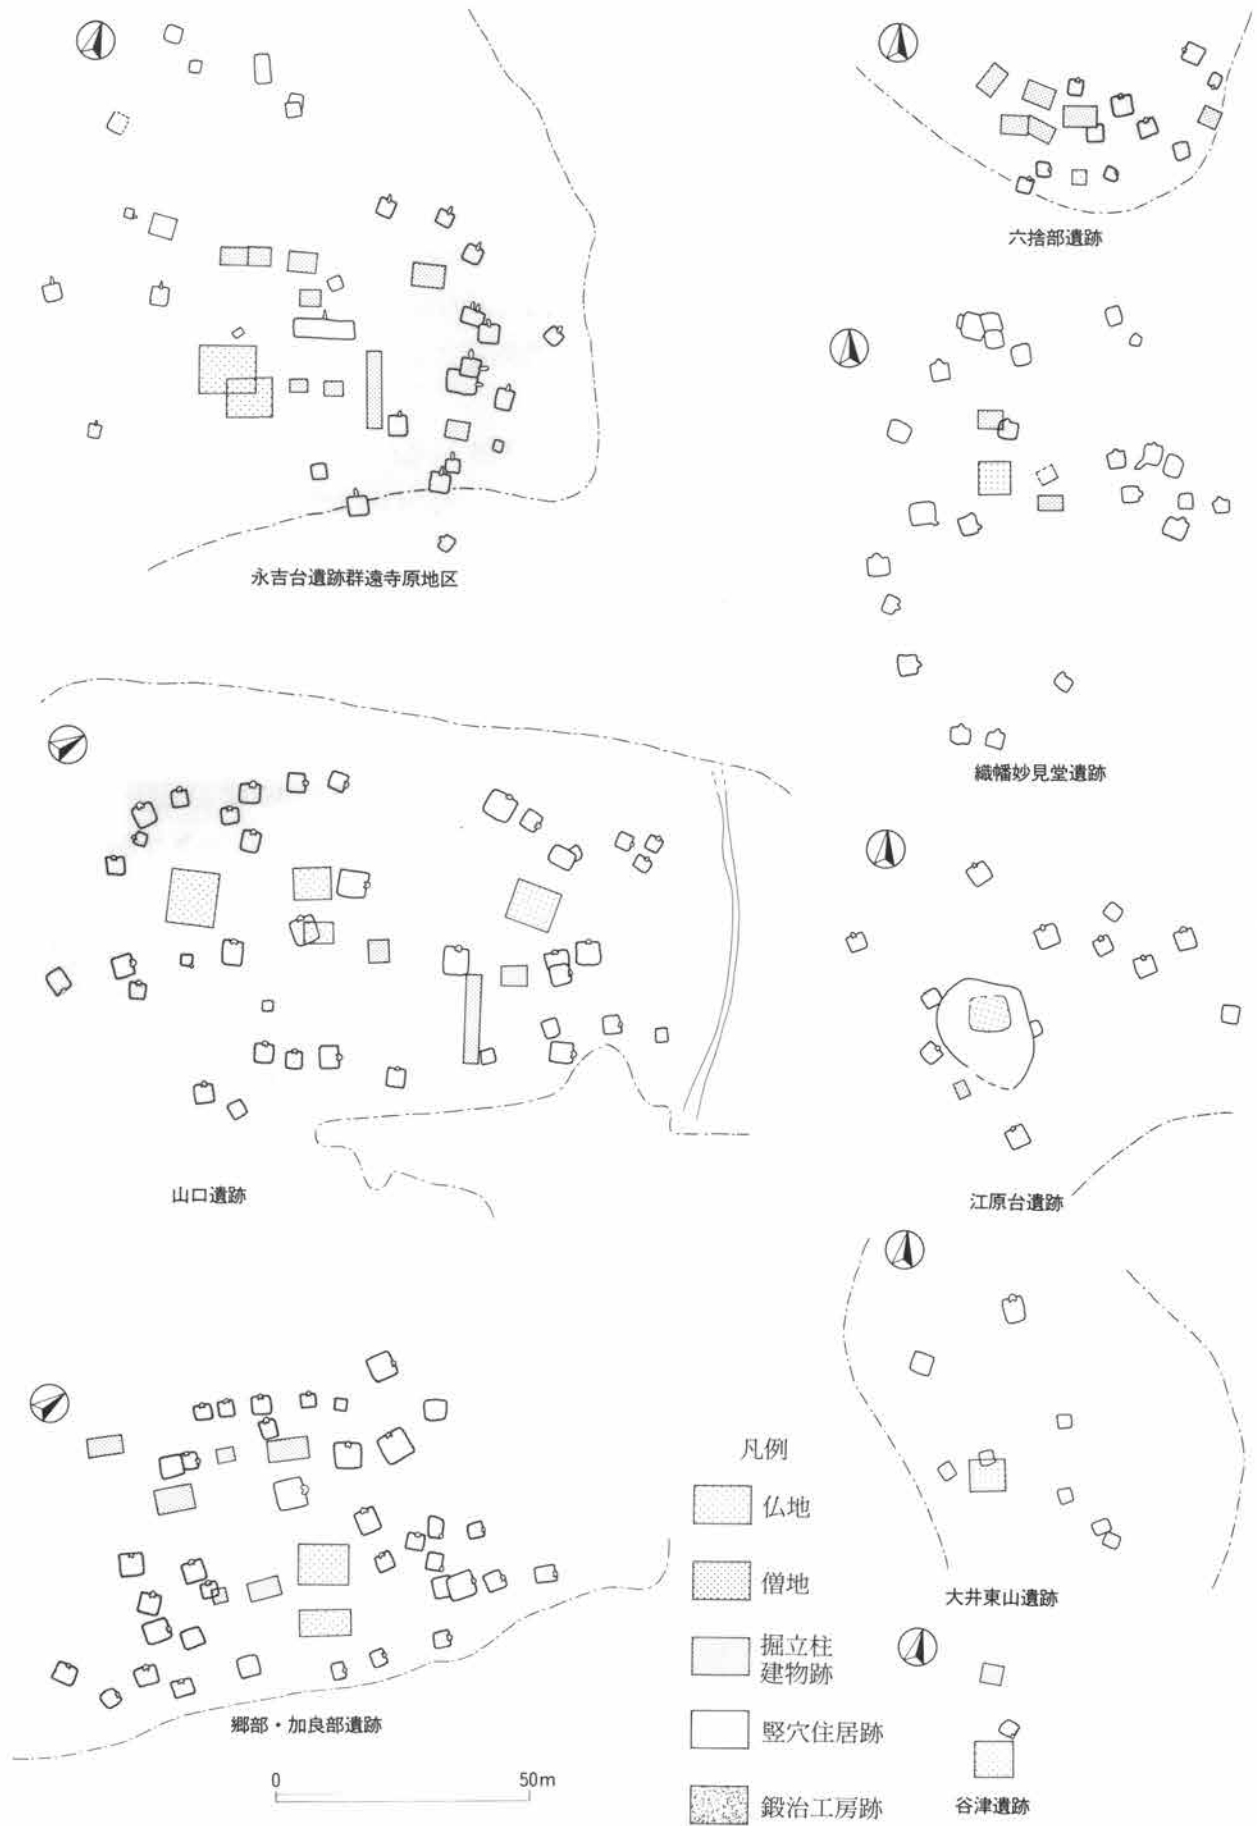 六捨部遺跡
永吉台遺跡群遠寺原地区
織幡妙見堂遺跡
山口遺跡
江原台遺跡
大井東山遺跡
郷部・加良部遺跡
0 50m
凡例
仏地
僧地
掘立柱
建物跡
竪穴住居跡
鍛冶工房跡
谷津遺跡